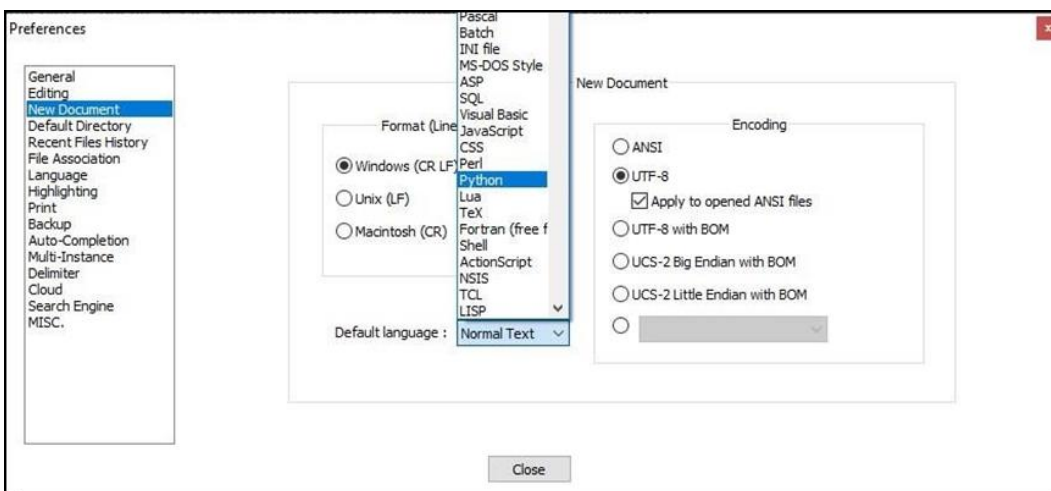 Preferences
General
Editing
New Document
Default Directory
Recent Files History
File Association
Language
Highlighting
Print
Backup
Auto-Completion
Multi-Instance
Delimiter
Cloud
Search Engine
MISC.
New Document
Format (Line
Windows (CR LF)
Unix (LF)
Macintosh (CR)
Default language :
Normal Text
Pascal
Batch
INI file
MS-DOS Style
ASP
SQL
Visual Basic
JavaScript
CSS
Perl
Python
Lua
TeX
Fortran (free f
Shell
ActionScript
NSIS
TCL
LISP
Encoding
ANSI
UTF-8
Apply to opened ANSI files
UTF-8 with BOM
UCS-2 Big Endian with BOM
UCS-2 Little Endian with BOM
Close